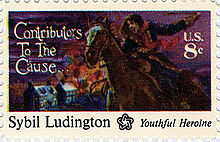 Contributors
To The
Cause...
U.S.
8c
Sybil Ludington Youthful Heroine